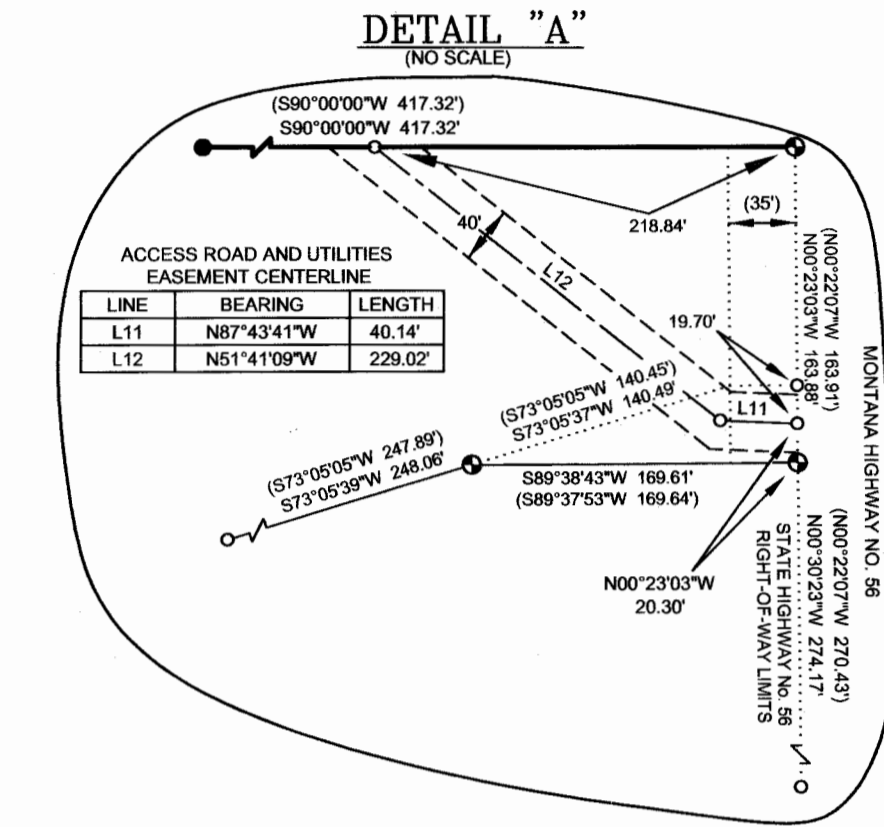 DETAIL "A"
(NO SCALE)
(S90°00'00"W 417.32')
S90°00'00"W 417.32'
40'
218.84'
(35')
ACCESS ROAD AND UTILITIES
EASEMENT CENTERLINE
LINE BEARING LENGTH
L11 N87°43'41"W 40.14'
L12 N51°41'09"W 229.02'
L12
19.70'
(N00°22'07"W 163.91')
N00°23'03"W 163.88'
MONTANA HIGHWAY NO. 56
L11
(S73°05'05"W 140.45')
S73°05'37"W 140.49'
(S73°05'05"W 247.89')
S73°05'39"W 248.06'
S89°38'43"W 169.61'
(S89°37'53"W 169.64')
N00°23'03"W
20.30'
(N00°22'07"W 270.43')
N00°30'23"W 274.17'
STATE HIGHWAY No. 56
RIGHT-OF-WAY LIMITS